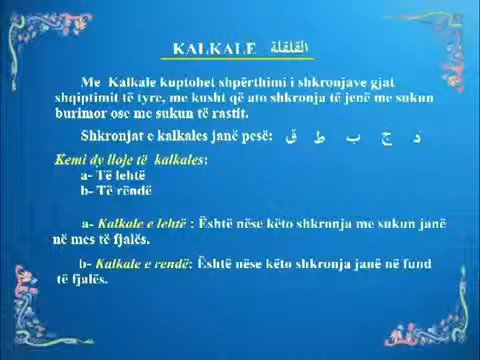 KALKALE القلقلة
Me Kalkale kuptohet shpërthimi i shkronjave gjat
shqiptimit të tyre, me kusht që ato shkronja të jenë me sukun
burimor ose me sukun të rastit.
Shkronjat e kalkales janë pesë: ق ط ب ج د
Kemi dy lloje të kalkales:
a- Të lehtë
b- Të rëndë
a- Kalkale e lehtë : Është nëse këto shkronja me sukun janë
në mes të fjalës.
b- Kalkale e rendë: Është nëse këto shkronja janë në fund
të fjalës.